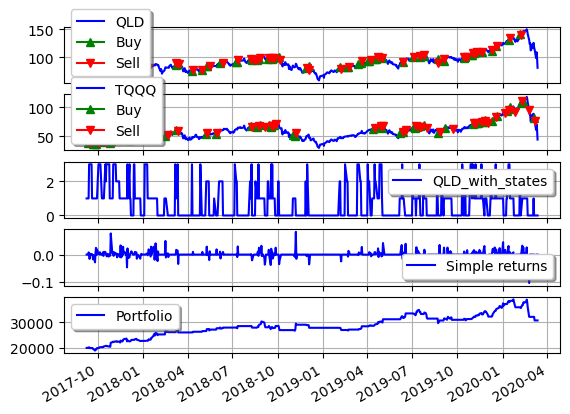 QLD
Buy
Sell
150
100
TQQQ
Buy
Sell
100
50
QLD_with_states
2
0
0.0
−0.1
Simple returns
Portfolio
30000
20000
2017-10
2018-01
2018-04
2018-07
2018-10
2019-01
2019-04
2019-07
2019-10
2020-01
2020-04